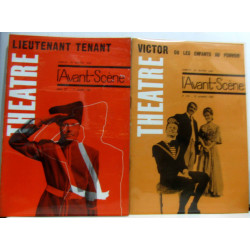 LIEUTENANT TENANT
THEATRE
l'Avant-Scène
VICTOR OU LES ENFANTS AU POUVOIR
THEATRE
l'Avant-Scène